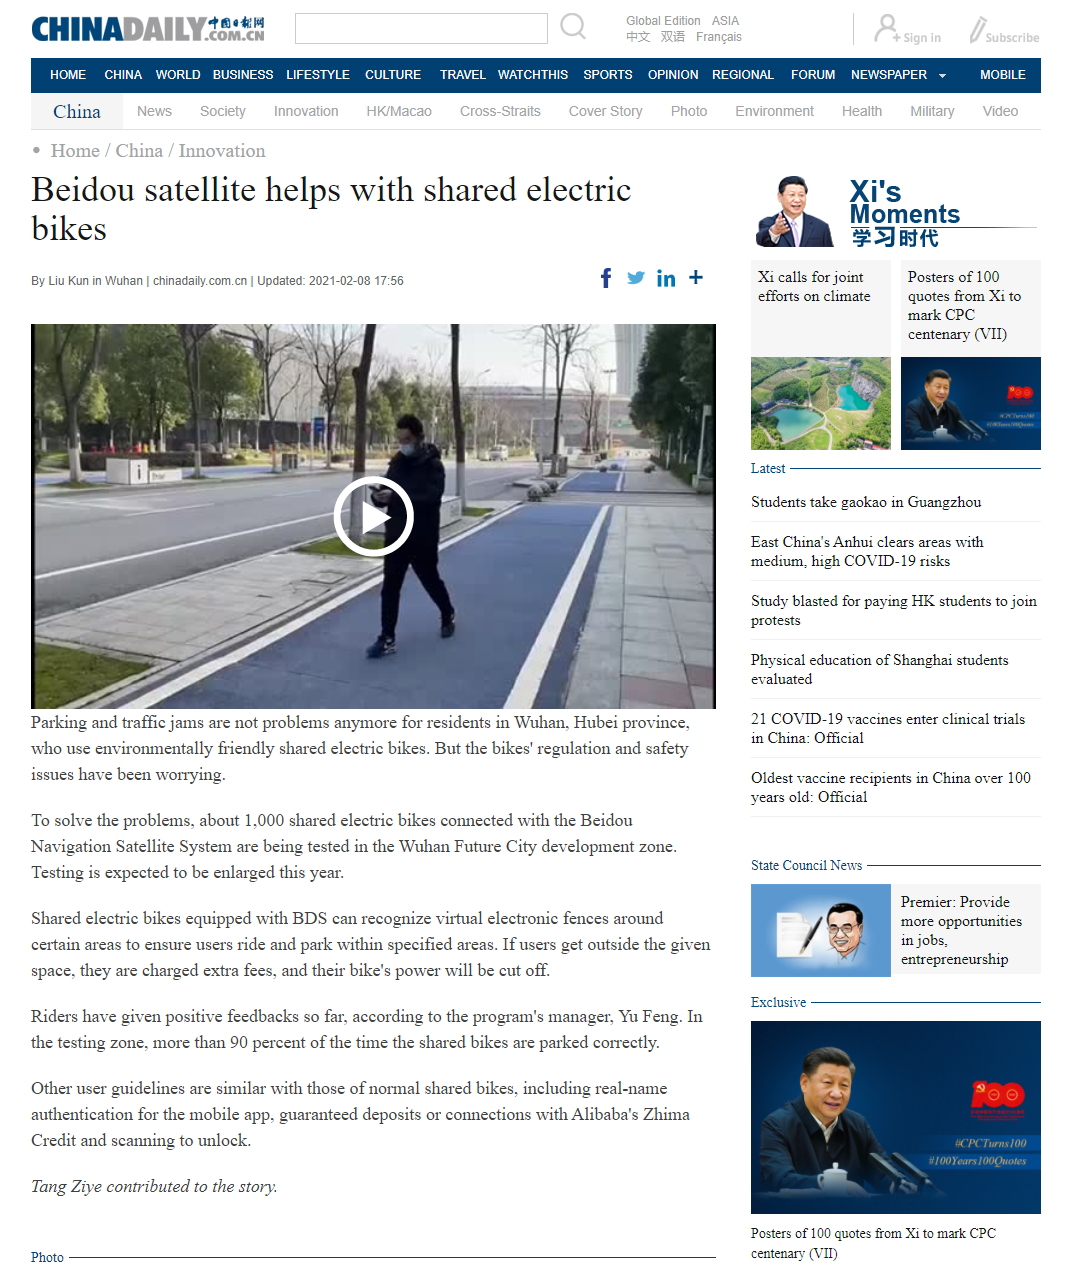 CHINADAILY中国日报网
.COM.CN
Global Edition ASIA
中文 双语 Français
Sign in
Subscribe
HOME CHINA WORLD BUSINESS LIFESTYLE CULTURE TRAVEL WATCHTHIS SPORTS OPINION REGIONAL FORUM NEWSPAPER MOBILE
China News Society Innovation HK/Macao Cross-Straits Cover Story Photo Environment Health Military Video
• Home / China / Innovation
Beidou satellite helps with shared electric
bikes
By Liu Kun in Wuhan | chinadaily.com.cn | Updated: 2021-02-08 17:56
Parking and traffic jams are not problems anymore for residents in Wuhan, Hubei province,
who use environmentally friendly shared electric bikes. But the bikes' regulation and safety
issues have been worrying.
To solve the problems, about 1,000 shared electric bikes connected with the Beidou
Navigation Satellite System are being tested in the Wuhan Future City development zone.
Testing is expected to be enlarged this year.
Shared electric bikes equipped with BDS can recognize virtual electronic fences around
certain areas to ensure users ride and park within specified areas. If users get outside the given
space, they are charged extra fees, and their bike's power will be cut off.
Riders have given positive feedbacks so far, according to the program's manager, Yu Feng. In
the testing zone, more than 90 percent of the time the shared bikes are parked correctly.
Other user guidelines are similar with those of normal shared bikes, including real-name
authentication for the mobile app, guaranteed deposits or connections with Alibaba's Zhima
Credit and scanning to unlock.
Tang Ziye contributed to the story.
Photo
Xi's
Moments
学习时代
Xi calls for joint
efforts on climate
Posters of 100
quotes from Xi to
mark CPC
centenary (VII)
100
#CPCTurns100
#100Years100Quotes
Latest
Students take gaokao in Guangzhou
East China's Anhui clears areas with
medium, high COVID-19 risks
Study blasted for paying HK students to join
protests
Physical education of Shanghai students
evaluated
21 COVID-19 vaccines enter clinical trials
in China: Official
Oldest vaccine recipients in China over 100
years old: Official
State Council News
Premier: Provide
more opportunities
in jobs,
entrepreneurship
Exclusive
100
#CPCTurns100
#100Years100Quotes
Posters of 100 quotes from Xi to mark CPC
centenary (VII)